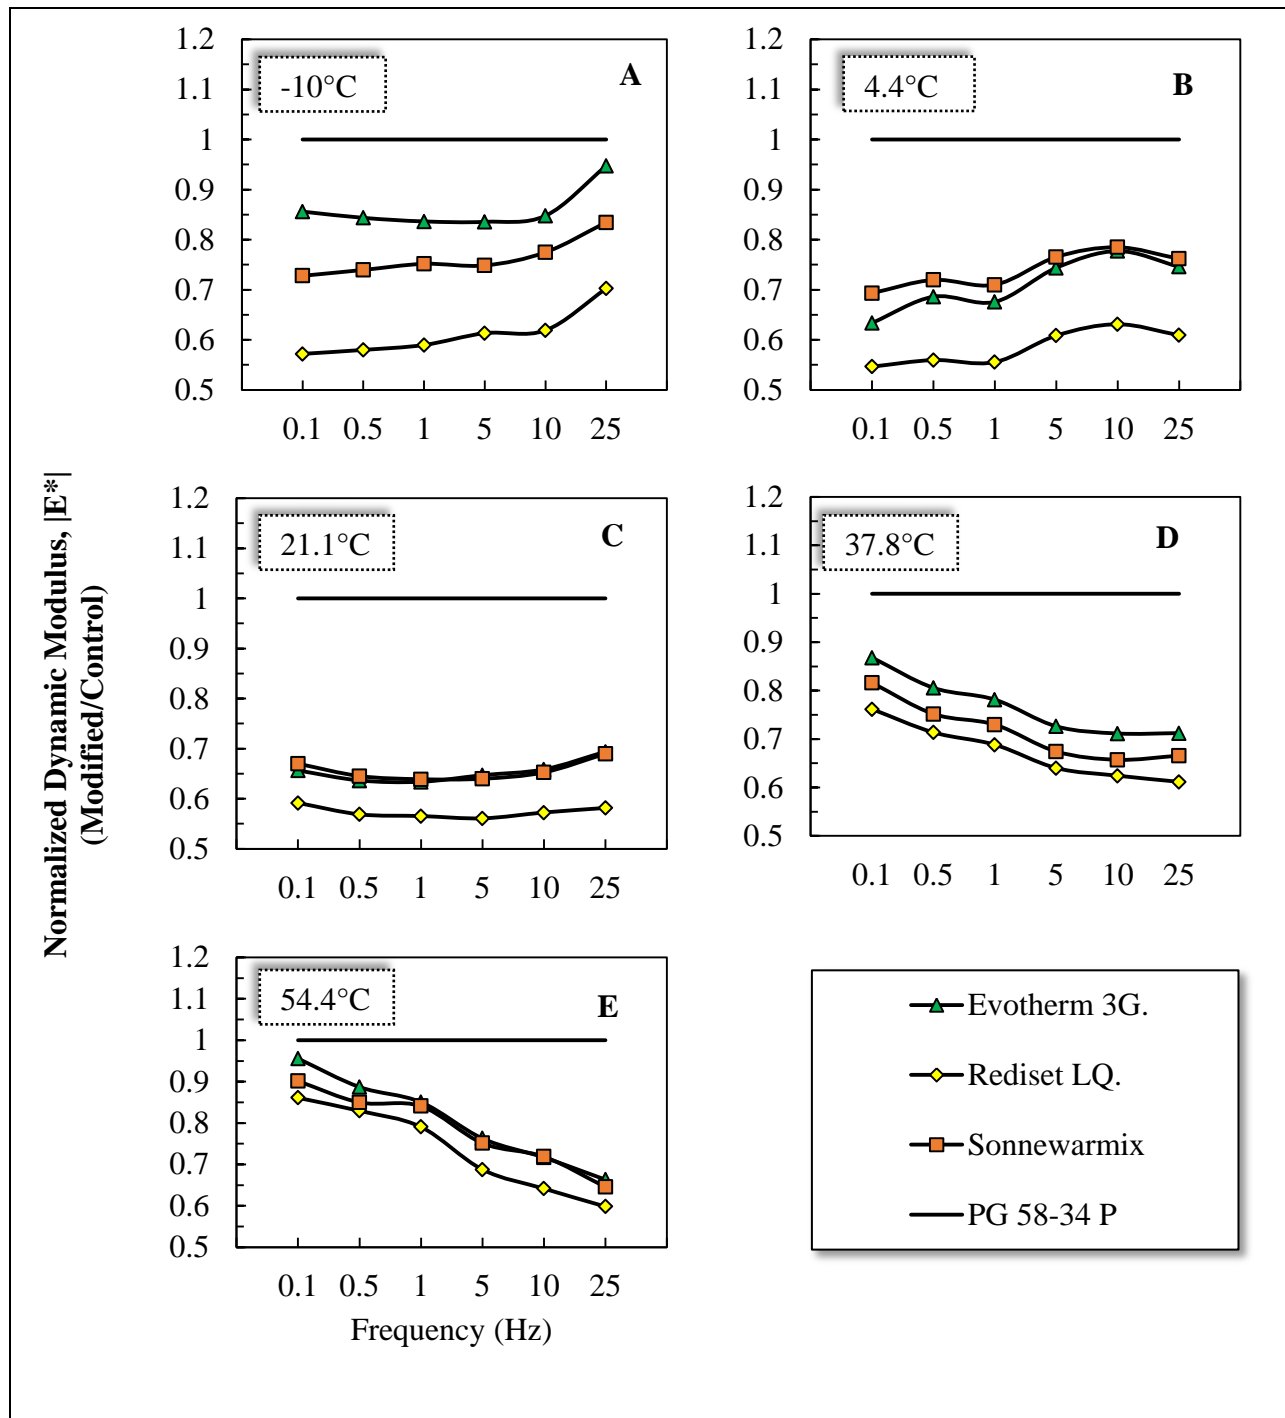 -10°C
A
1.2
1.1
1
0.9
0.8
0.7
0.6
0.5
0.1 0.5 1 5 10 25
4.4°C
B
1.2
1.1
1
0.9
0.8
0.7
0.6
0.5
0.1 0.5 1 5 10 25
Normalized Dynamic Modulus, |E*|
(Modified/Control)
21.1°C
C
1.2
1.1
1
0.9
0.8
0.7
0.6
0.5
0.1 0.5 1 5 10 25
37.8°C
D
1.2
1.1
1
0.9
0.8
0.7
0.6
0.5
0.1 0.5 1 5 10 25
54.4°C
E
1.2
1.1
1
0.9
0.8
0.7
0.6
0.5
0.1 0.5 1 5 10 25
Frequency (Hz)
Evotherm 3G.
Rediset LQ.
Sonnewarmix
PG 58-34 P